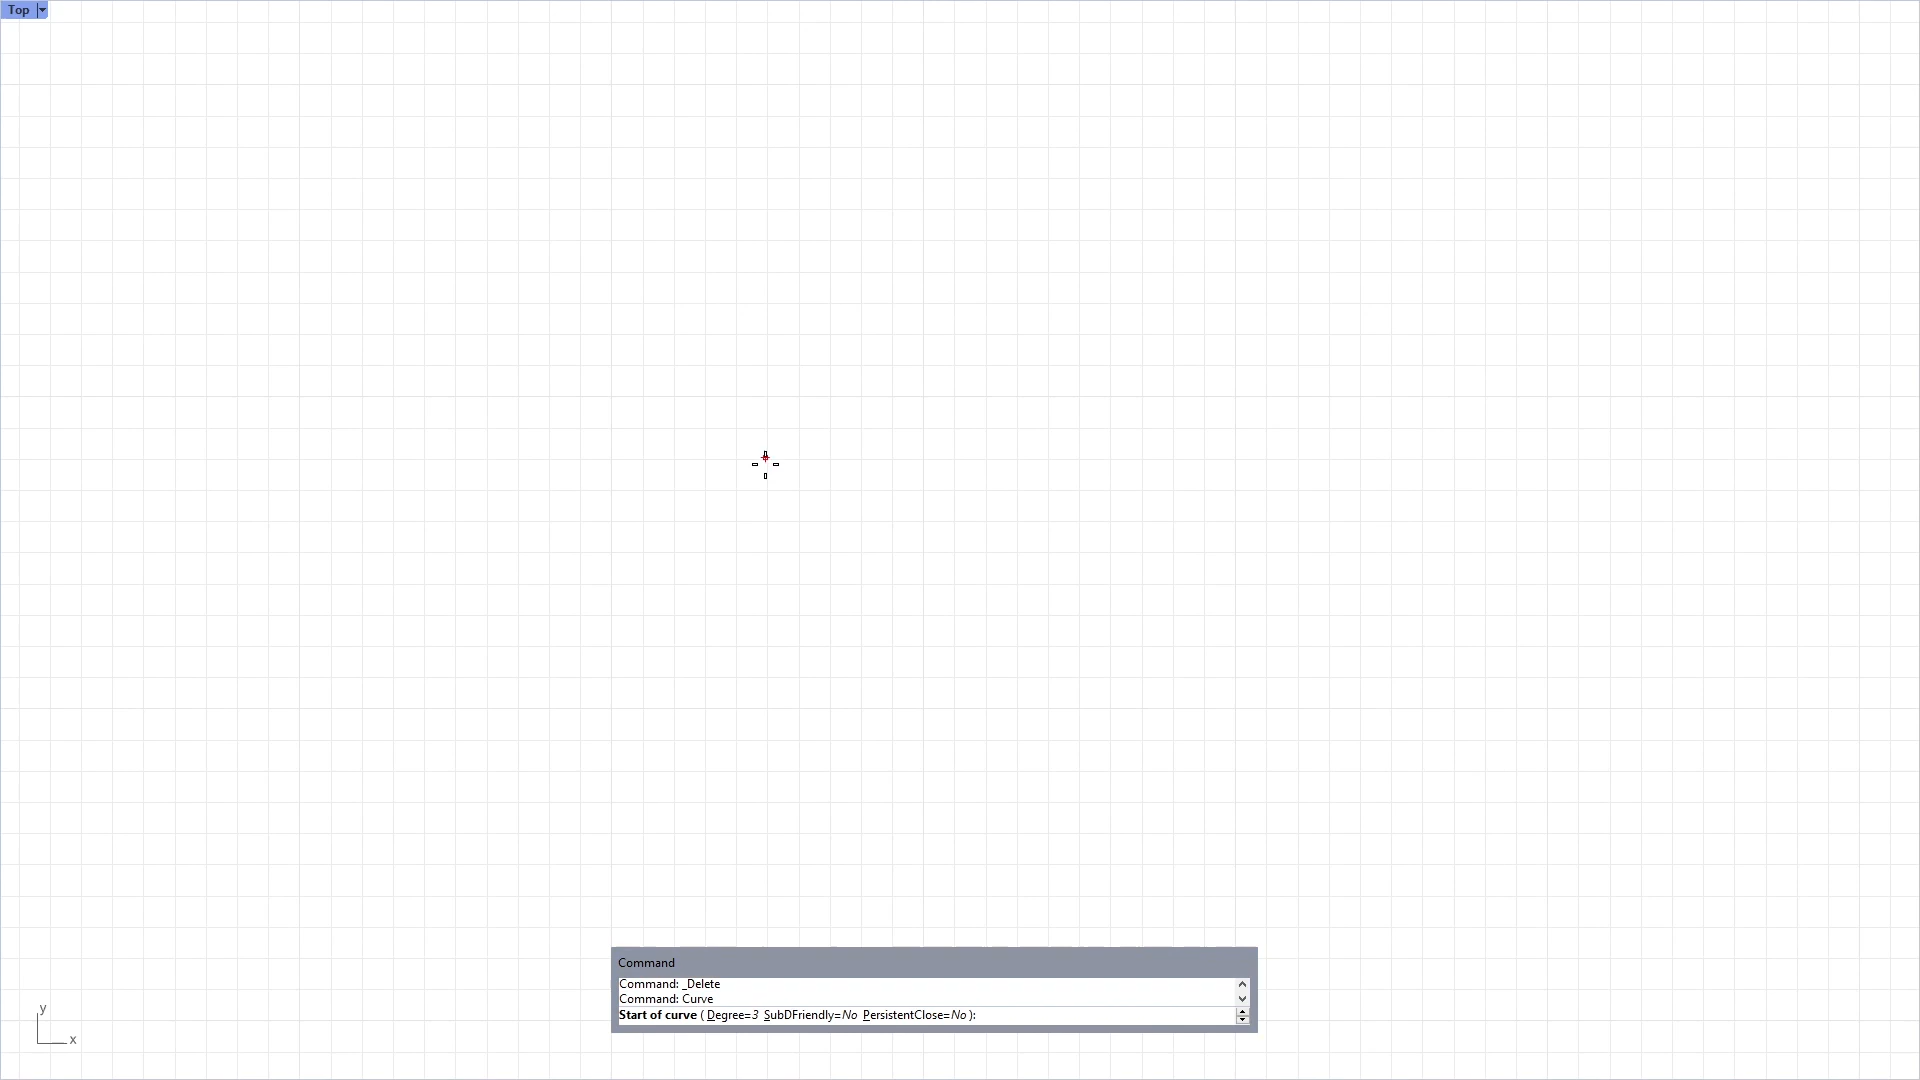 Top
Command
Command: _Delete
Command: Curve
Start of curve ( Degree=3 SubDFriendly=No PersistentClose=No ):
y
x